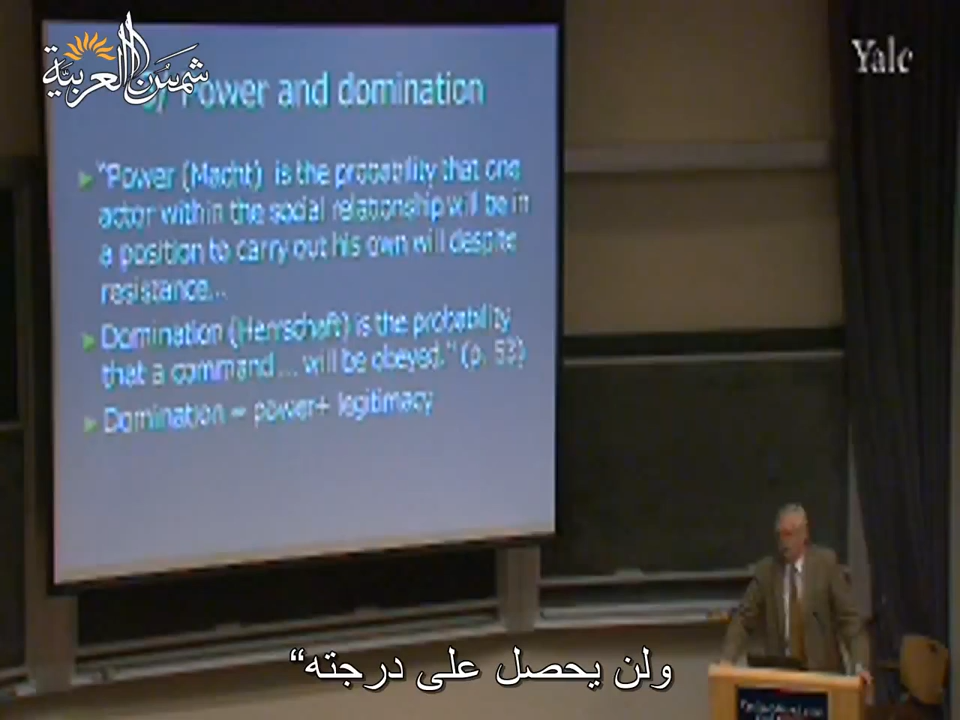 شمس العربية
Yale
Power and domination
"Power (Macht) is the probability that one
actor within the social relationship will be in
a position to carry out his own will despite
resistance...
Domination (Herrschaft) is the probability
that a command ... will be obeyed." (p. 53)
Domination = power+ legitimacy
ولن يحصل على درجته“